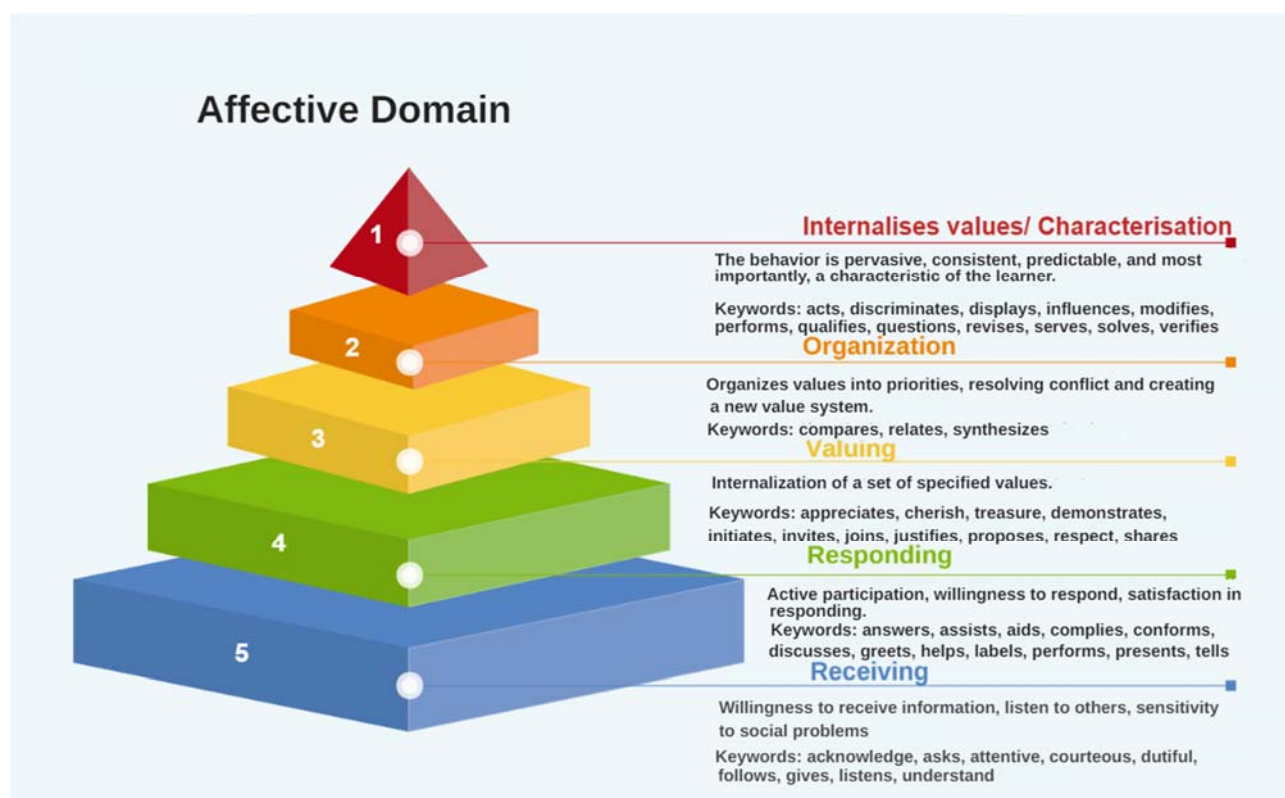 Affective Domain
1
Internalises values/ Characterisation
The behavior is pervasive, consistent, predictable, and most
importantly, a characteristic of the learner.
Keywords: acts, discriminates, displays, influences, modifies,
performs, qualifies, questions, revises, serves, solves, verifies
2
Organization
Organizes values into priorities, resolving conflict and creating
a new value system.
Keywords: compares, relates, synthesizes
3
Valuing
Internalization of a set of specified values.
Keywords: appreciates, cherish, treasure, demonstrates,
initiates, invites, joins, justifies, proposes, respect, shares
4
Responding
Active participation, willingness to respond, satisfaction in
responding.
Keywords: answers, assists, aids, complies, conforms,
discusses, greets, helps, labels, performs, presents, tells
5
Receiving
Willingness to receive information, listen to others, sensitivity
to social problems
Keywords: acknowledge, asks, attentive, courteous, dutiful,
follows, gives, listens, understand